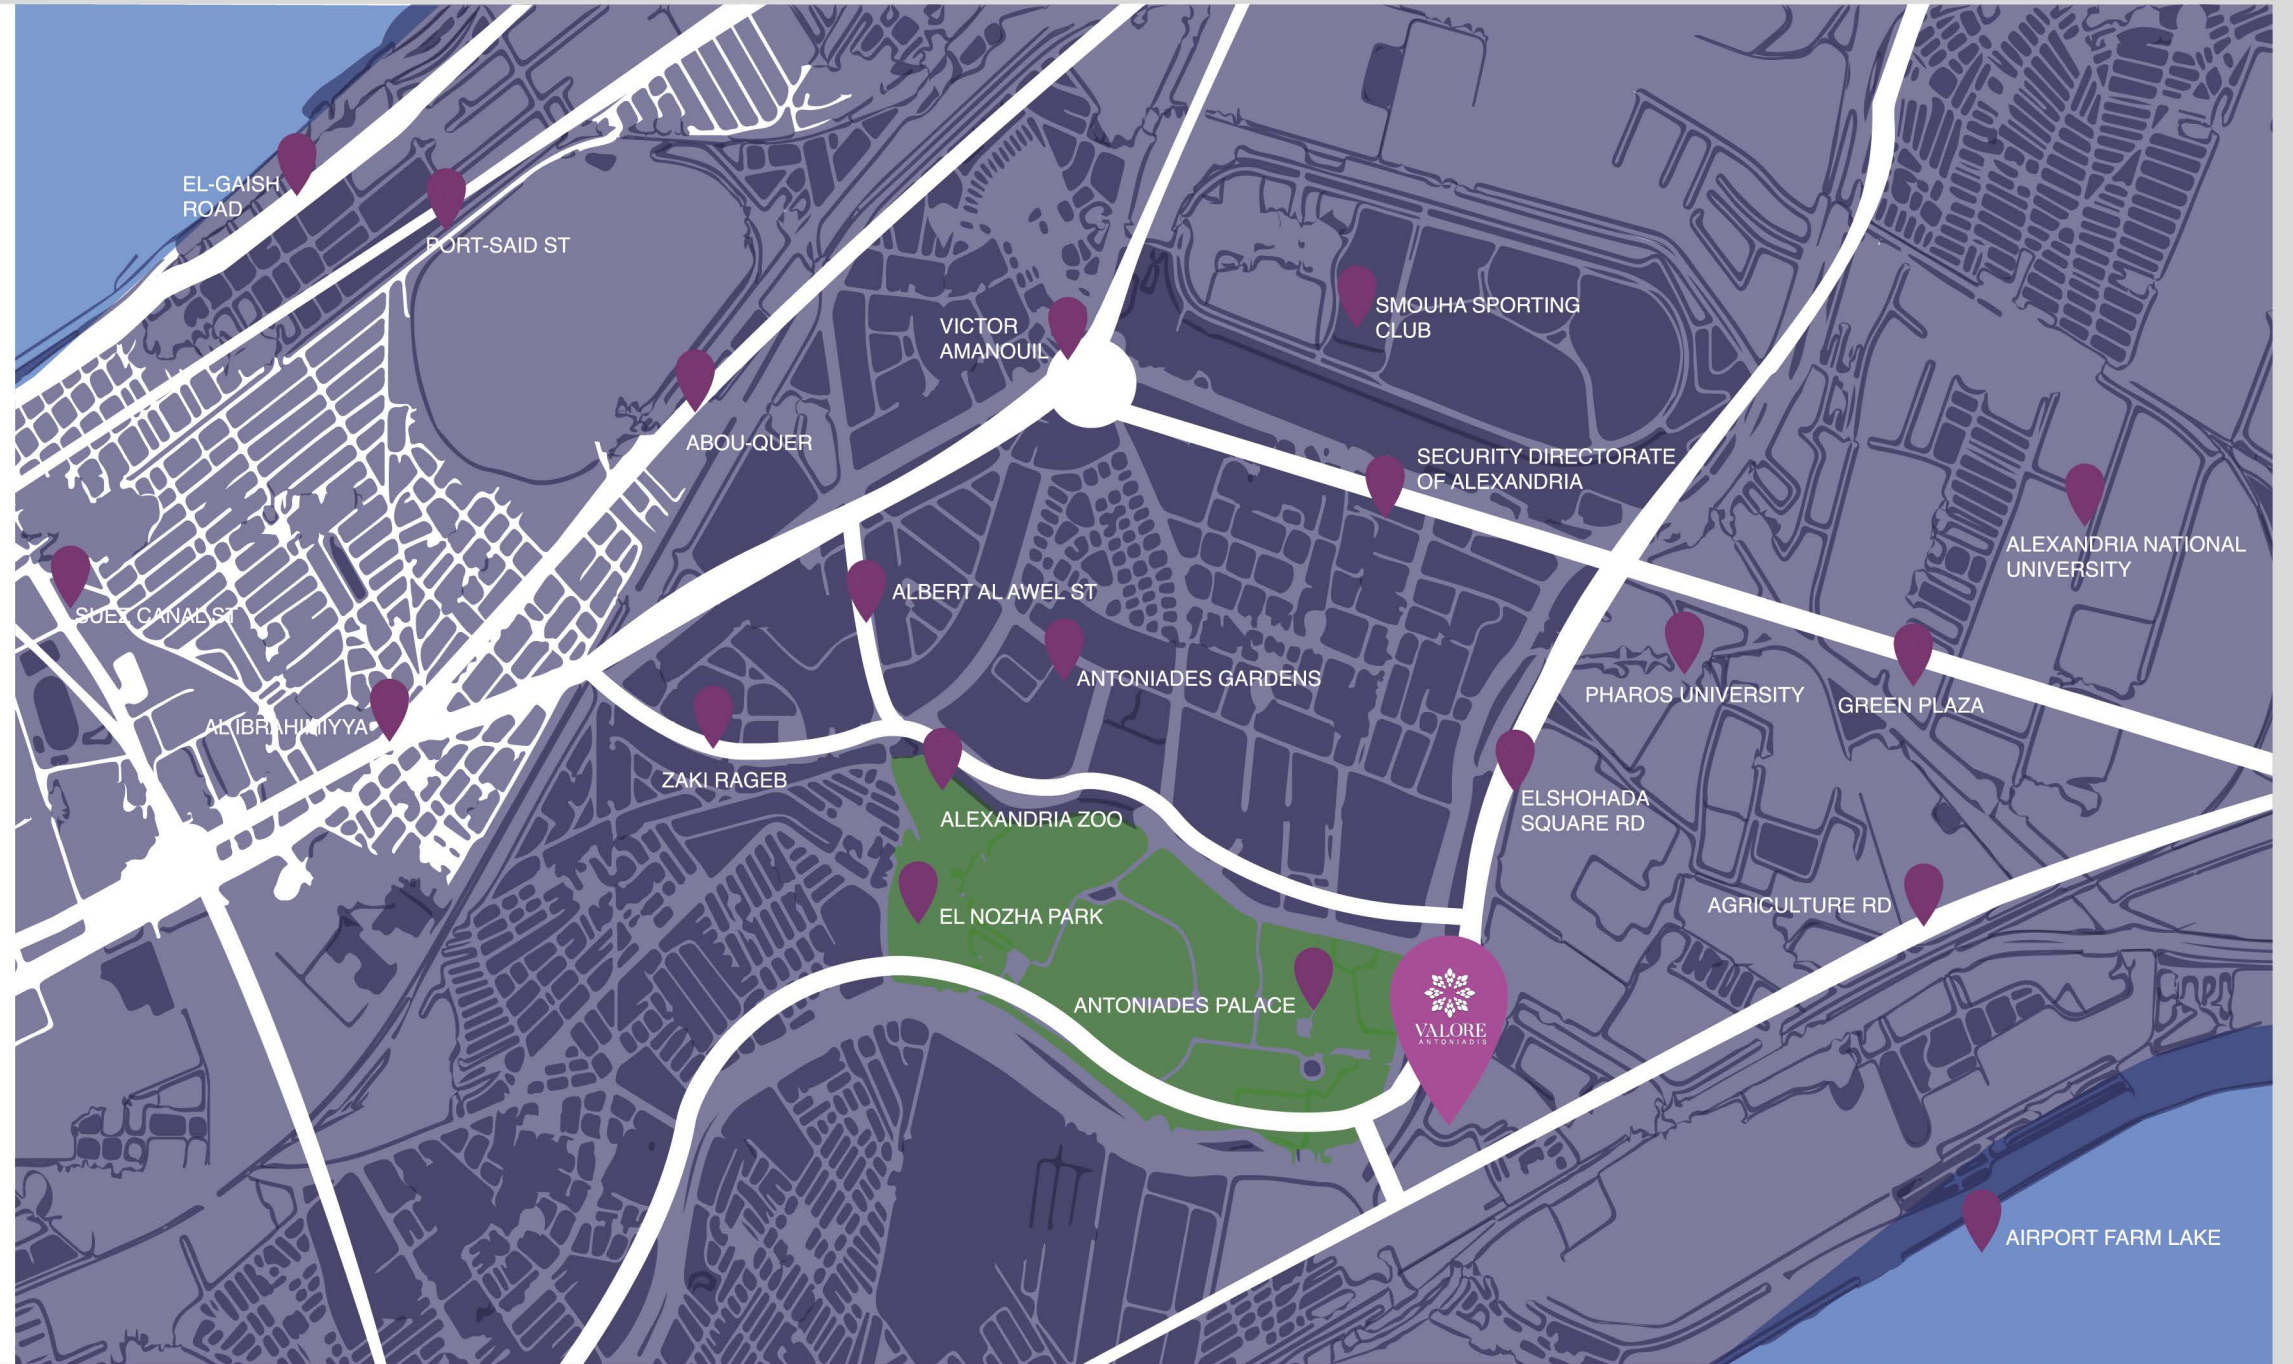 EL-GAISH
ROAD
PORT-SAID ST
VICTOR
AMANOUIL
SMOUHA SPORTING
CLUB
ABOU-QUER
SECURITY DIRECTORATE
OF ALEXANDRIA
ALEXANDRIA NATIONAL
UNIVERSITY
SUEZ CANAL ST
ALBERT AL AWEL ST
ANTONIADES GARDENS
PHAROS UNIVERSITY
GREEN PLAZA
AL IBRAHIMIYYA
ZAKI RAGEB
ALEXANDRIA ZOO
ELSHOHADA
SQUARE RD
EL NOZHA PARK
AGRICULTURE RD
ANTONIADES PALACE
VALORE
ANTONIADIS
AIRPORT FARM LAKE